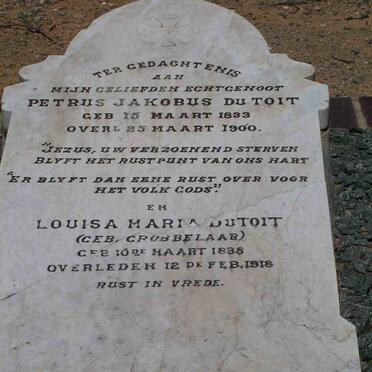 TER GEDACHTENIS
AAN
MIJN GELIEFDEN ECHTGENOOT
PETRUS JAKOBUS DU TOIT
GEB 15 MAART 1833
OVERL 25 MAART 1900.
"JEZUS, UW VERZOENEND STERVEN
BLYFT HET RUSTPUNT VAN ONS HART
"ER BLYFT DAN EENE RUST OVER VOOR
HET VOLK GODS".
EN
LOUISA MARIA DUTOIT
(GEB. GROBBELAAR)
GEB 10DE MAART 1838
OVERLEDEN 12 DE FEB. 1918
RUST IN VREDE.